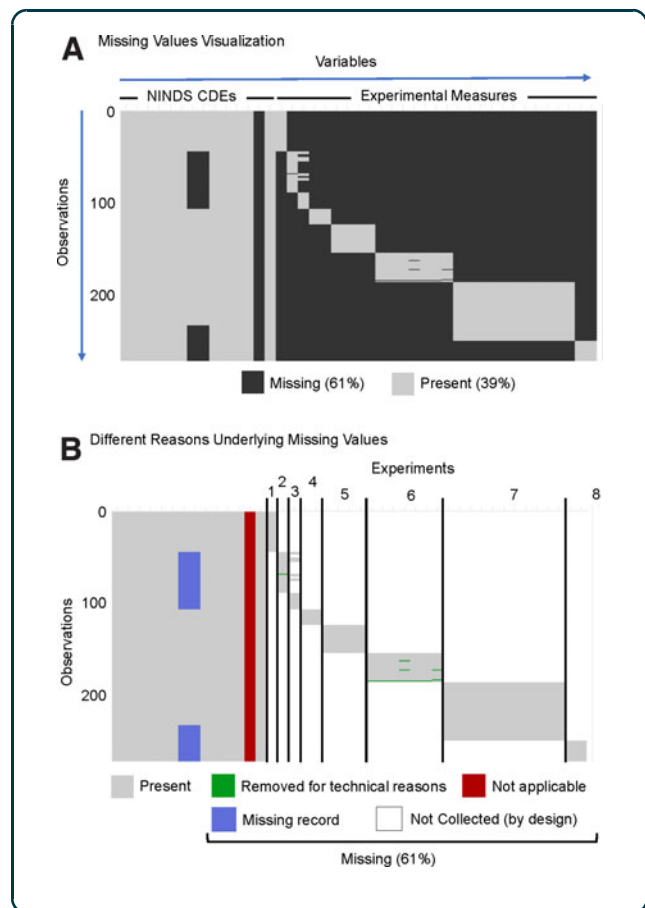 A Missing Values Visualization
Variables
NINDS CDEs Experimental Measures
0
100
200
Observations
Missing (61%) Present (39%)
B Different Reasons Underlying Missing Values
Experiments
1 2 3 4 5 6 7 8
0
100
200
Observations
Present Removed for technical reasons Not applicable
Missing record Not Collected (by design)
Missing (61%)